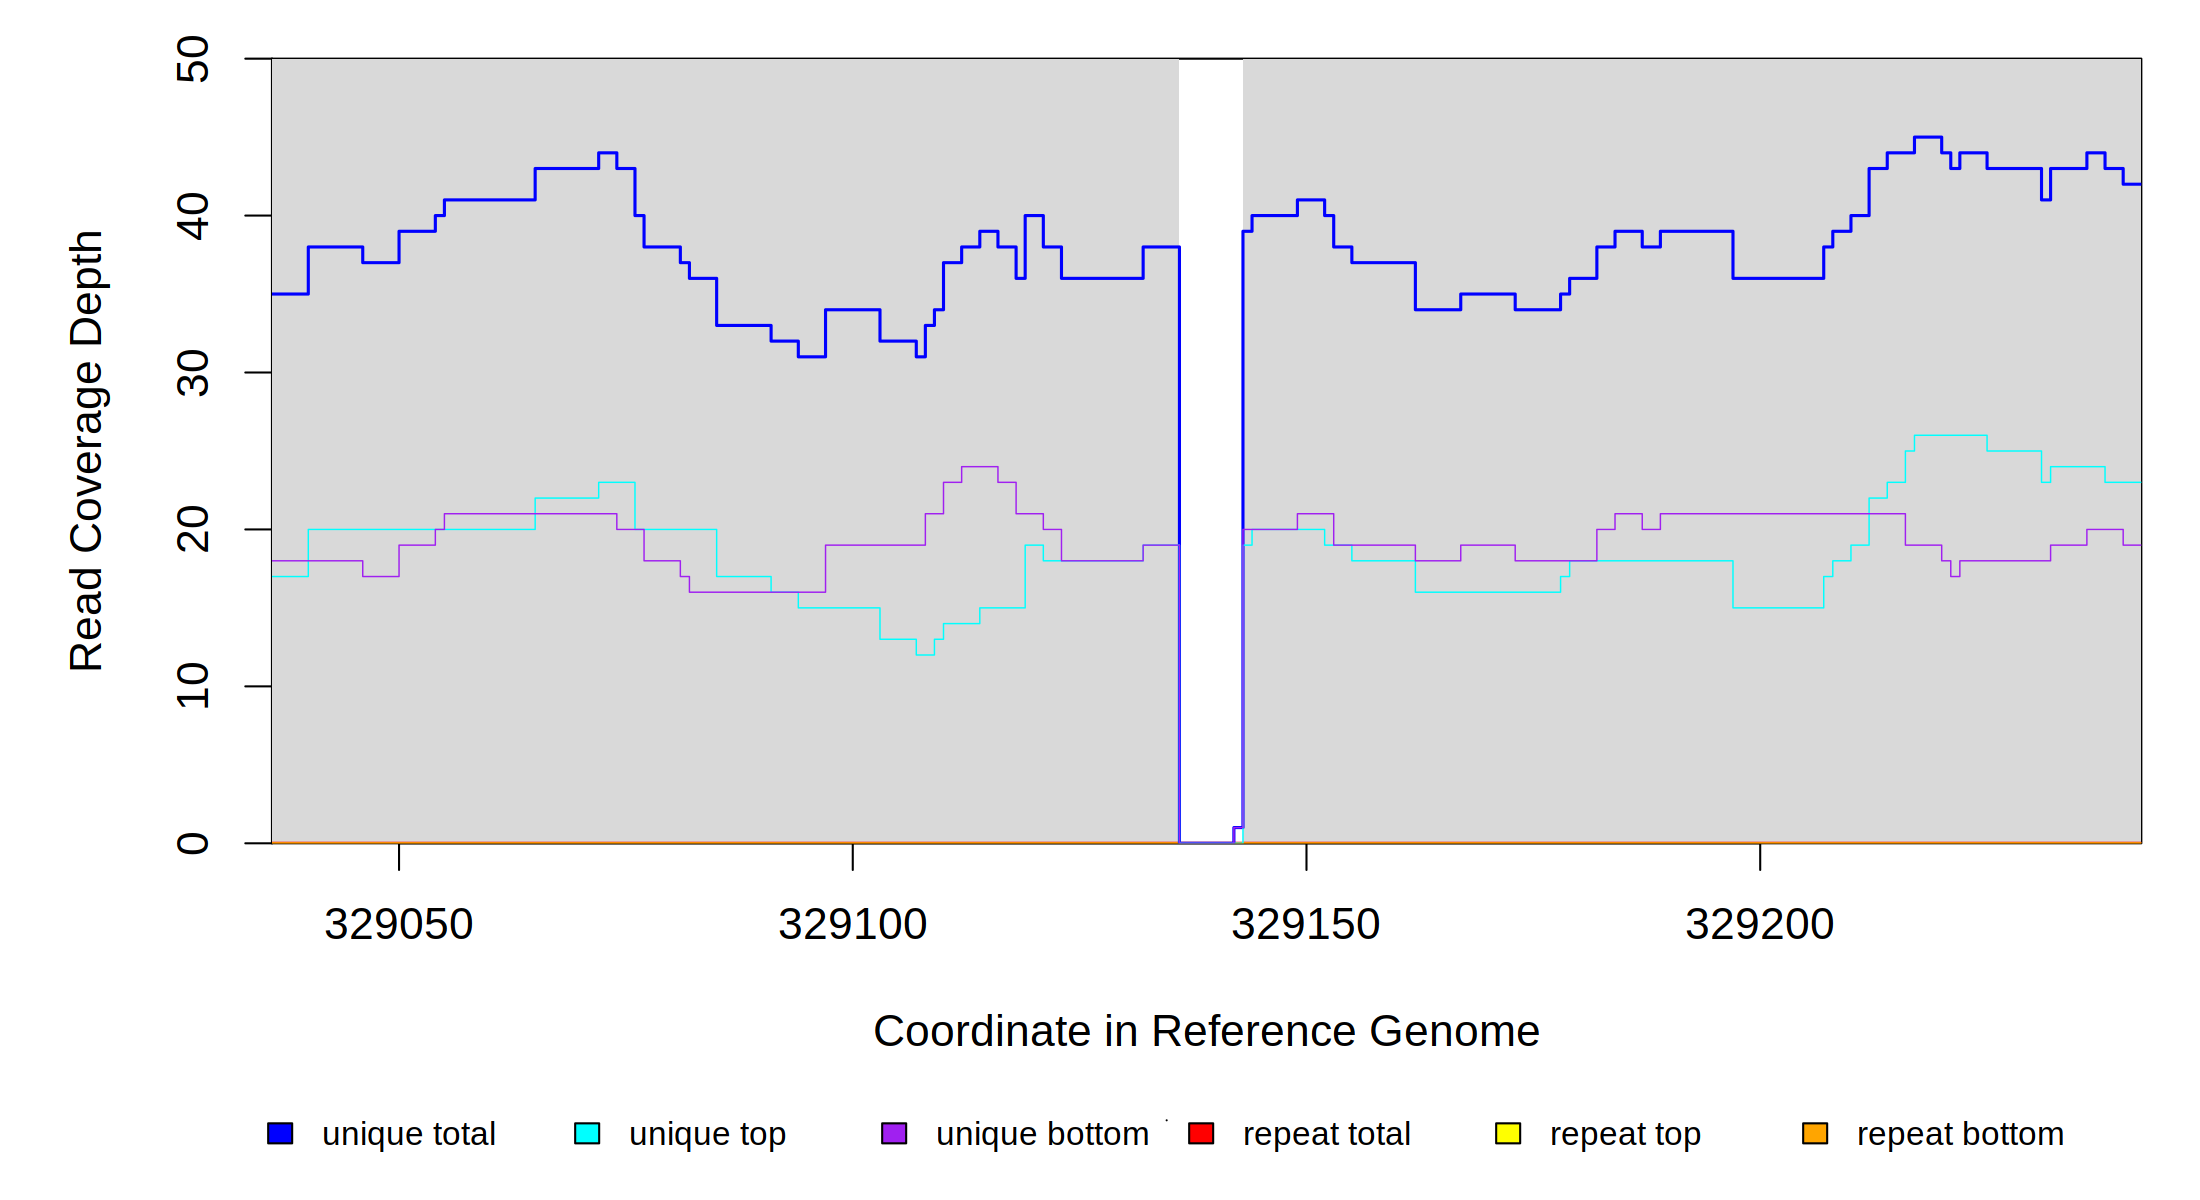 50
40
30
20
10
0
Read Coverage Depth
329050 329100 329150 329200
Coordinate in Reference Genome
unique total unique top unique bottom repeat total repeat top repeat bottom